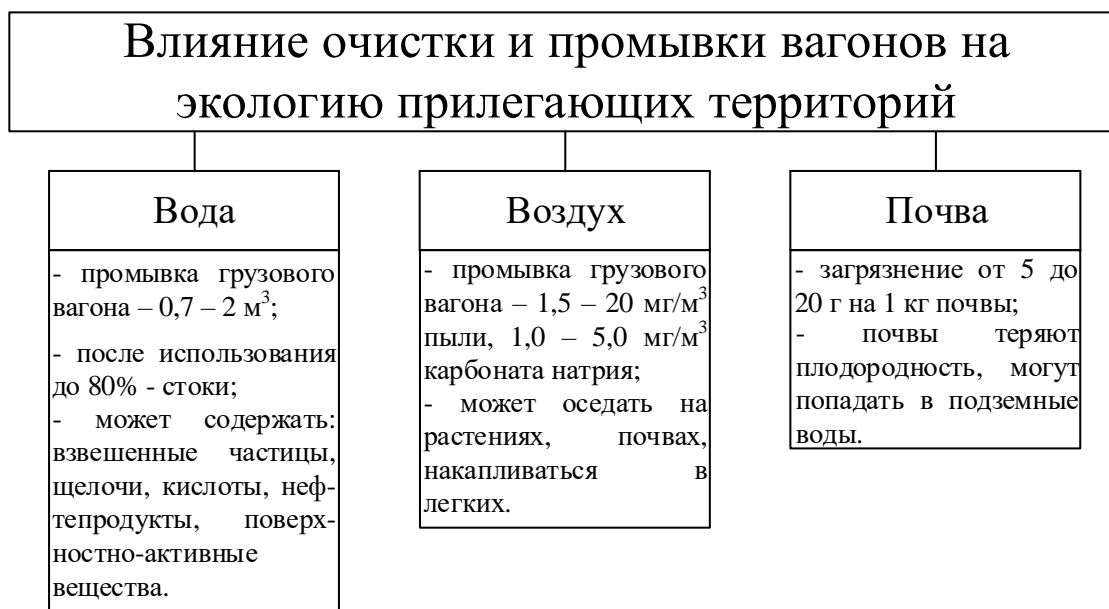 Влияние очистки и промывки вагонов на
экологию прилегающих территорий
Вода
- промывка грузового
вагона – 0,7 – 2 м³;
- после использования
до 80% - стоки;
- может содержать:
взвешенные частицы,
щелочи, кислоты, неф-
тепродукты, поверх-
ностно-активные
вещества.
Воздух
- промывка грузового
вагона – 1,5 – 20 мг/м³
пыли, 1,0 – 5,0 мг/м³
карбоната натрия;
- может оседать на
растениях, почвах,
накапливаться в
легких.
Почва
- загрязнение от 5 до
20 г на 1 кг почвы;
- почвы теряют
плодородность, могут
попадать в подземные
воды.